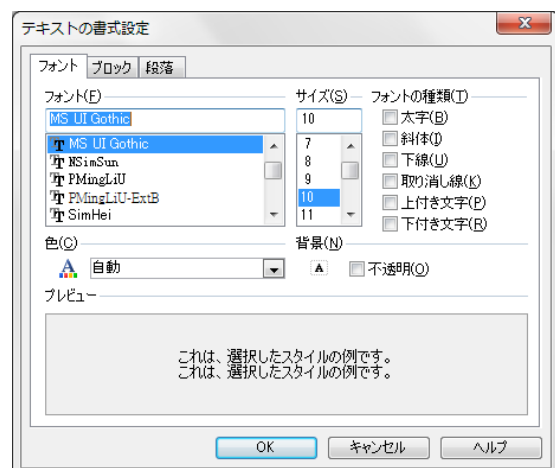 テキストの書式設定
フォント ブロック 段落
フォント(F) サイズ(S) フォントの種類(T)
MS UI Gothic 10 太字(B)
MS UI Gothic 7 斜体(I)
NSimSun 8 下線(U)
PMingLiU 9 取り消し線(K)
PMingLiU-ExtB 10 上付き文字(P)
SimHei 11 下付き文字(R)
色(C) 背景(N)
A 自動 A 不透明(O)
プレビュー
これは、選択したスタイルの例です。
これは、選択したスタイルの例です。
OK キャンセル ヘルプ